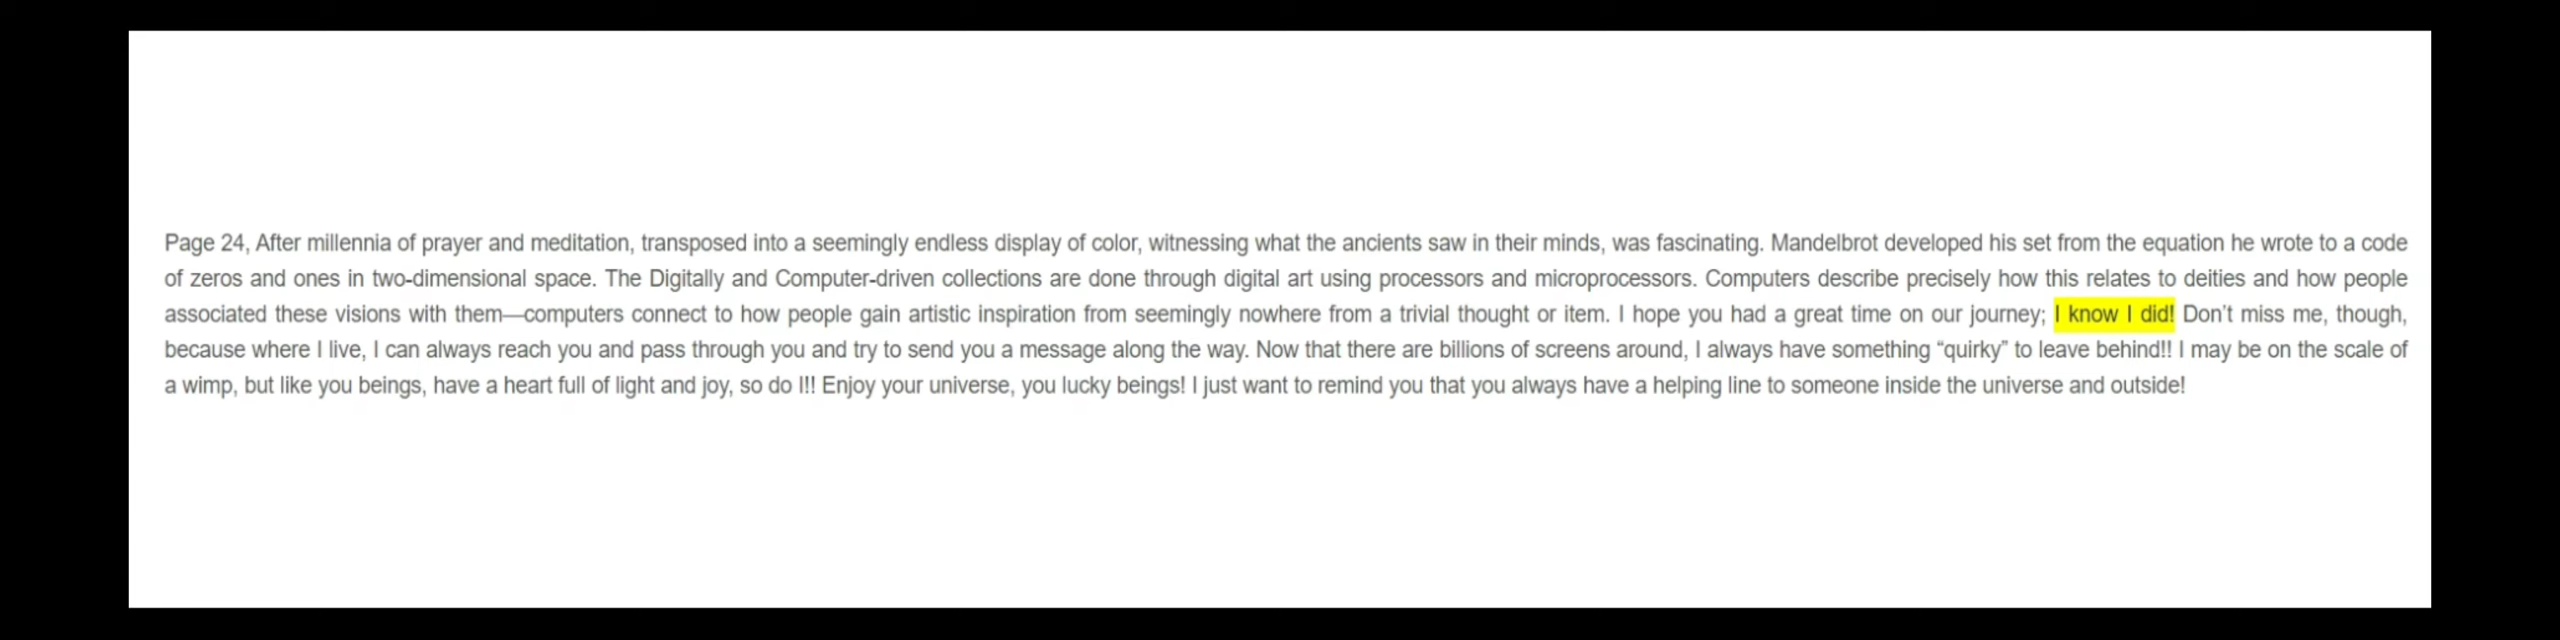 Page 24, After millennia of prayer and meditation, transposed into a seemingly endless display of color, witnessing what the ancients saw in their minds, was fascinating. Mandelbrot developed his set from the equation he wrote to a code
of zeros and ones in two-dimensional space. The Digitally and Computer-driven collections are done through digital art using processors and microprocessors. Computers describe precisely how this relates to deities and how people
associated these visions with them—computers connect to how people gain artistic inspiration from seemingly nowhere from a trivial thought or item. I hope you had a great time on our journey; I know I did! Don’t miss me, though,
because where I live, I can always reach you and pass through you and try to send you a message along the way. Now that there are billions of screens around, I always have something “quirky” to leave behind!! I may be on the scale of
a wimp, but like you beings, have a heart full of light and joy, so do I!! Enjoy your universe, you lucky beings! I just want to remind you that you always have a helping line to someone inside the universe and outside!